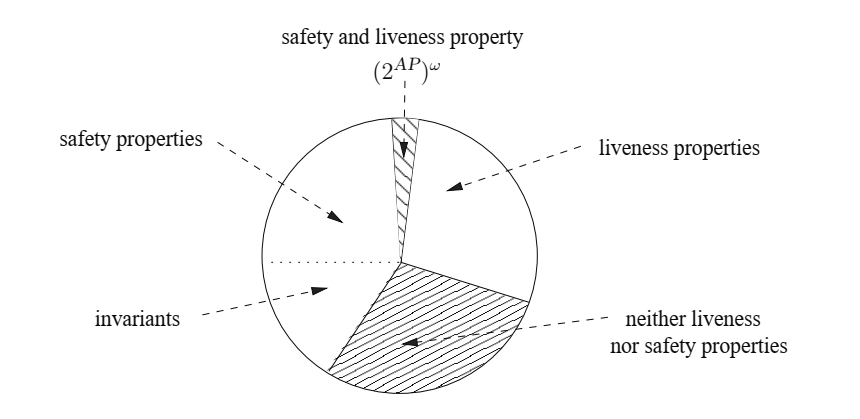 safety and liveness property
(2^{AP})^ω
safety properties
liveness properties
invariants
neither liveness
nor safety properties